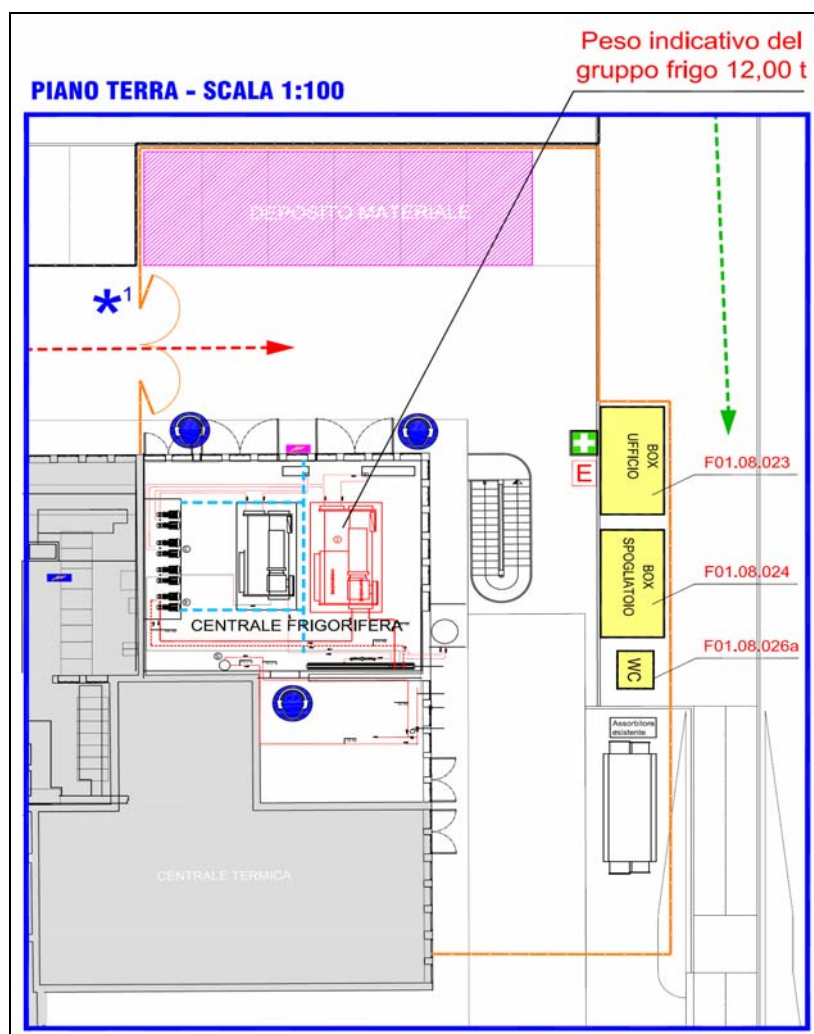 Peso indicativo del
gruppo frigo 12,00 t
PIANO TERRA - SCALA 1:100
DEPOSITO MATERIALE
*1
BOX
UFFICIO
F01.08.023
E
BOX
SPOGLIATOIO
F01.08.024
CENTRALE FRIGORIFERA
WC
F01.08.026a
Assorbitore
esistente
CENTRALE TERMICA